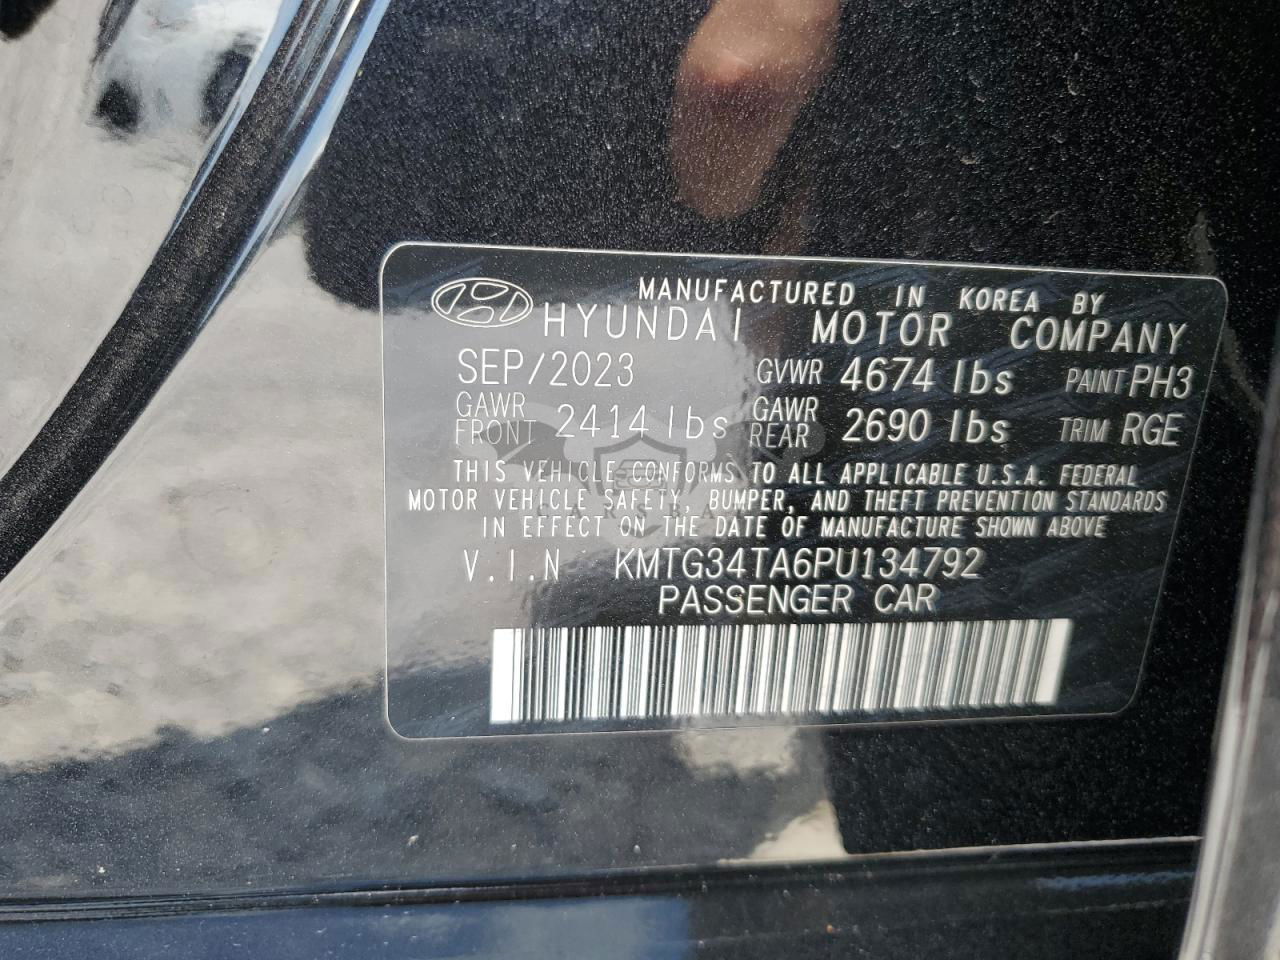 MANUFACTURED IN KOREA BY
HYUNDAI MOTOR COMPANY
SEP/2023 GVWR 4674 lbs PAINT PH3
GAWR FRONT 2414 lbs GAWR REAR 2690 lbs TRIM RGE
THIS VEHICLE CONFORMS TO ALL APPLICABLE U.S.A. FEDERAL
MOTOR VEHICLE SAFETY, BUMPER, AND THEFT PREVENTION STANDARDS
IN EFFECT ON THE DATE OF MANUFACTURE SHOWN ABOVE
V.I.N KMTG34TA6PU134792
PASSENGER CAR